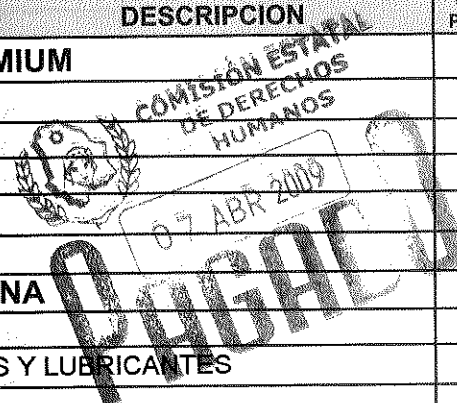 DESCRIPCION
P
MIUM
COMISIÓN ESTATAL
DE DERECHOS
HUMANOS
07 ABR 2009
PAGADO
NA
S Y LUBRICANTES